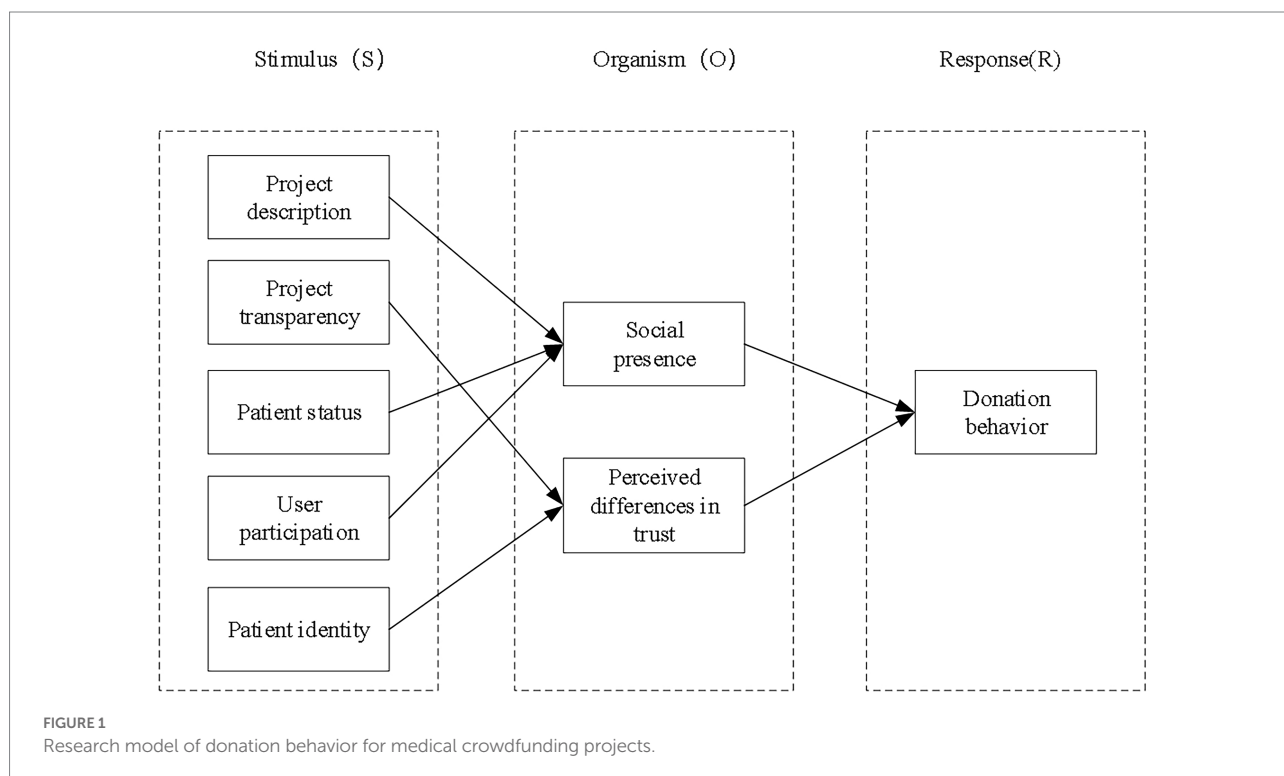 Stimulus (S)
Organism (O)
Response(R)
Project
description
Project
transparency
Patient status
User
participation
Patient identity
Social
presence
Perceived
differences in
trust
Donation
behavior
FIGURE 1
Research model of donation behavior for medical crowdfunding projects.